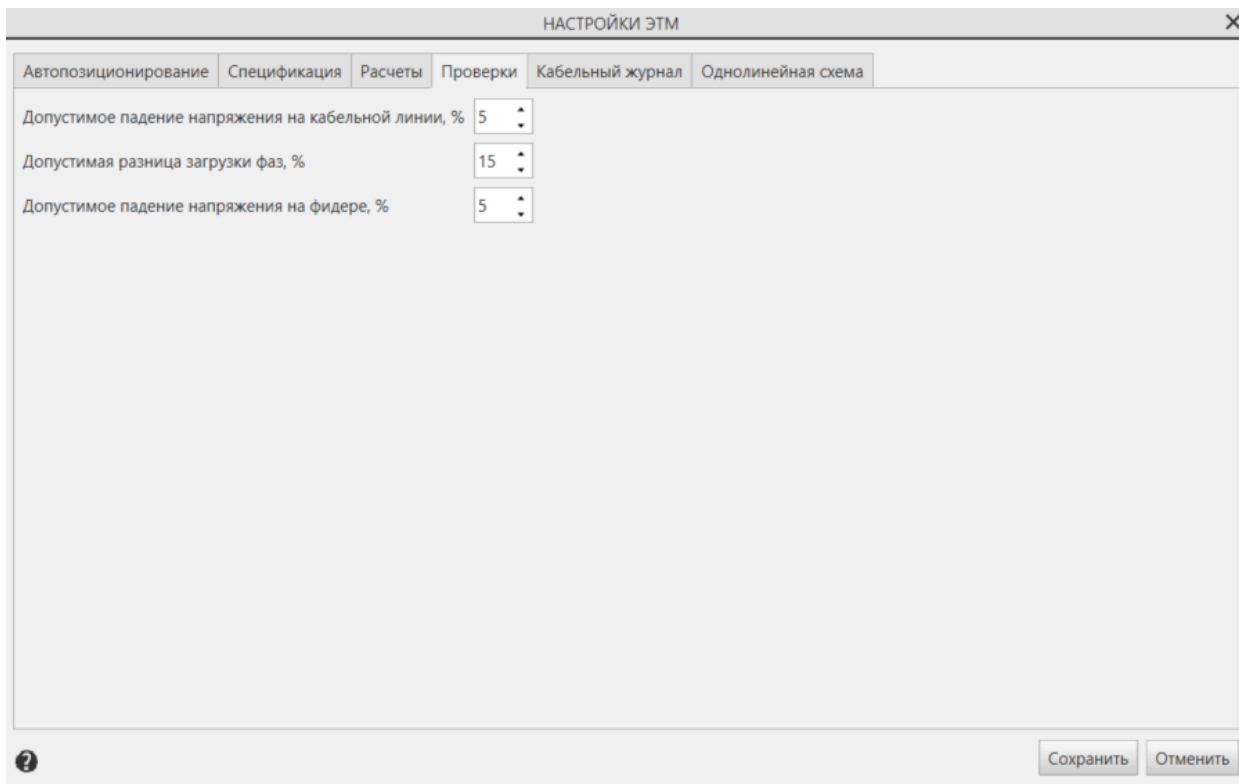 НАСТРОЙКИ ЭТМ
Автопозиционирование Спецификация Расчеты Проверки Кабельный журнал Однолинейная схема
Допустимое падение напряжения на кабельной линии, % 5
Допустимая разница загрузки фаз, % 15
Допустимое падение напряжения на фидере, % 5
Сохранить Отменить